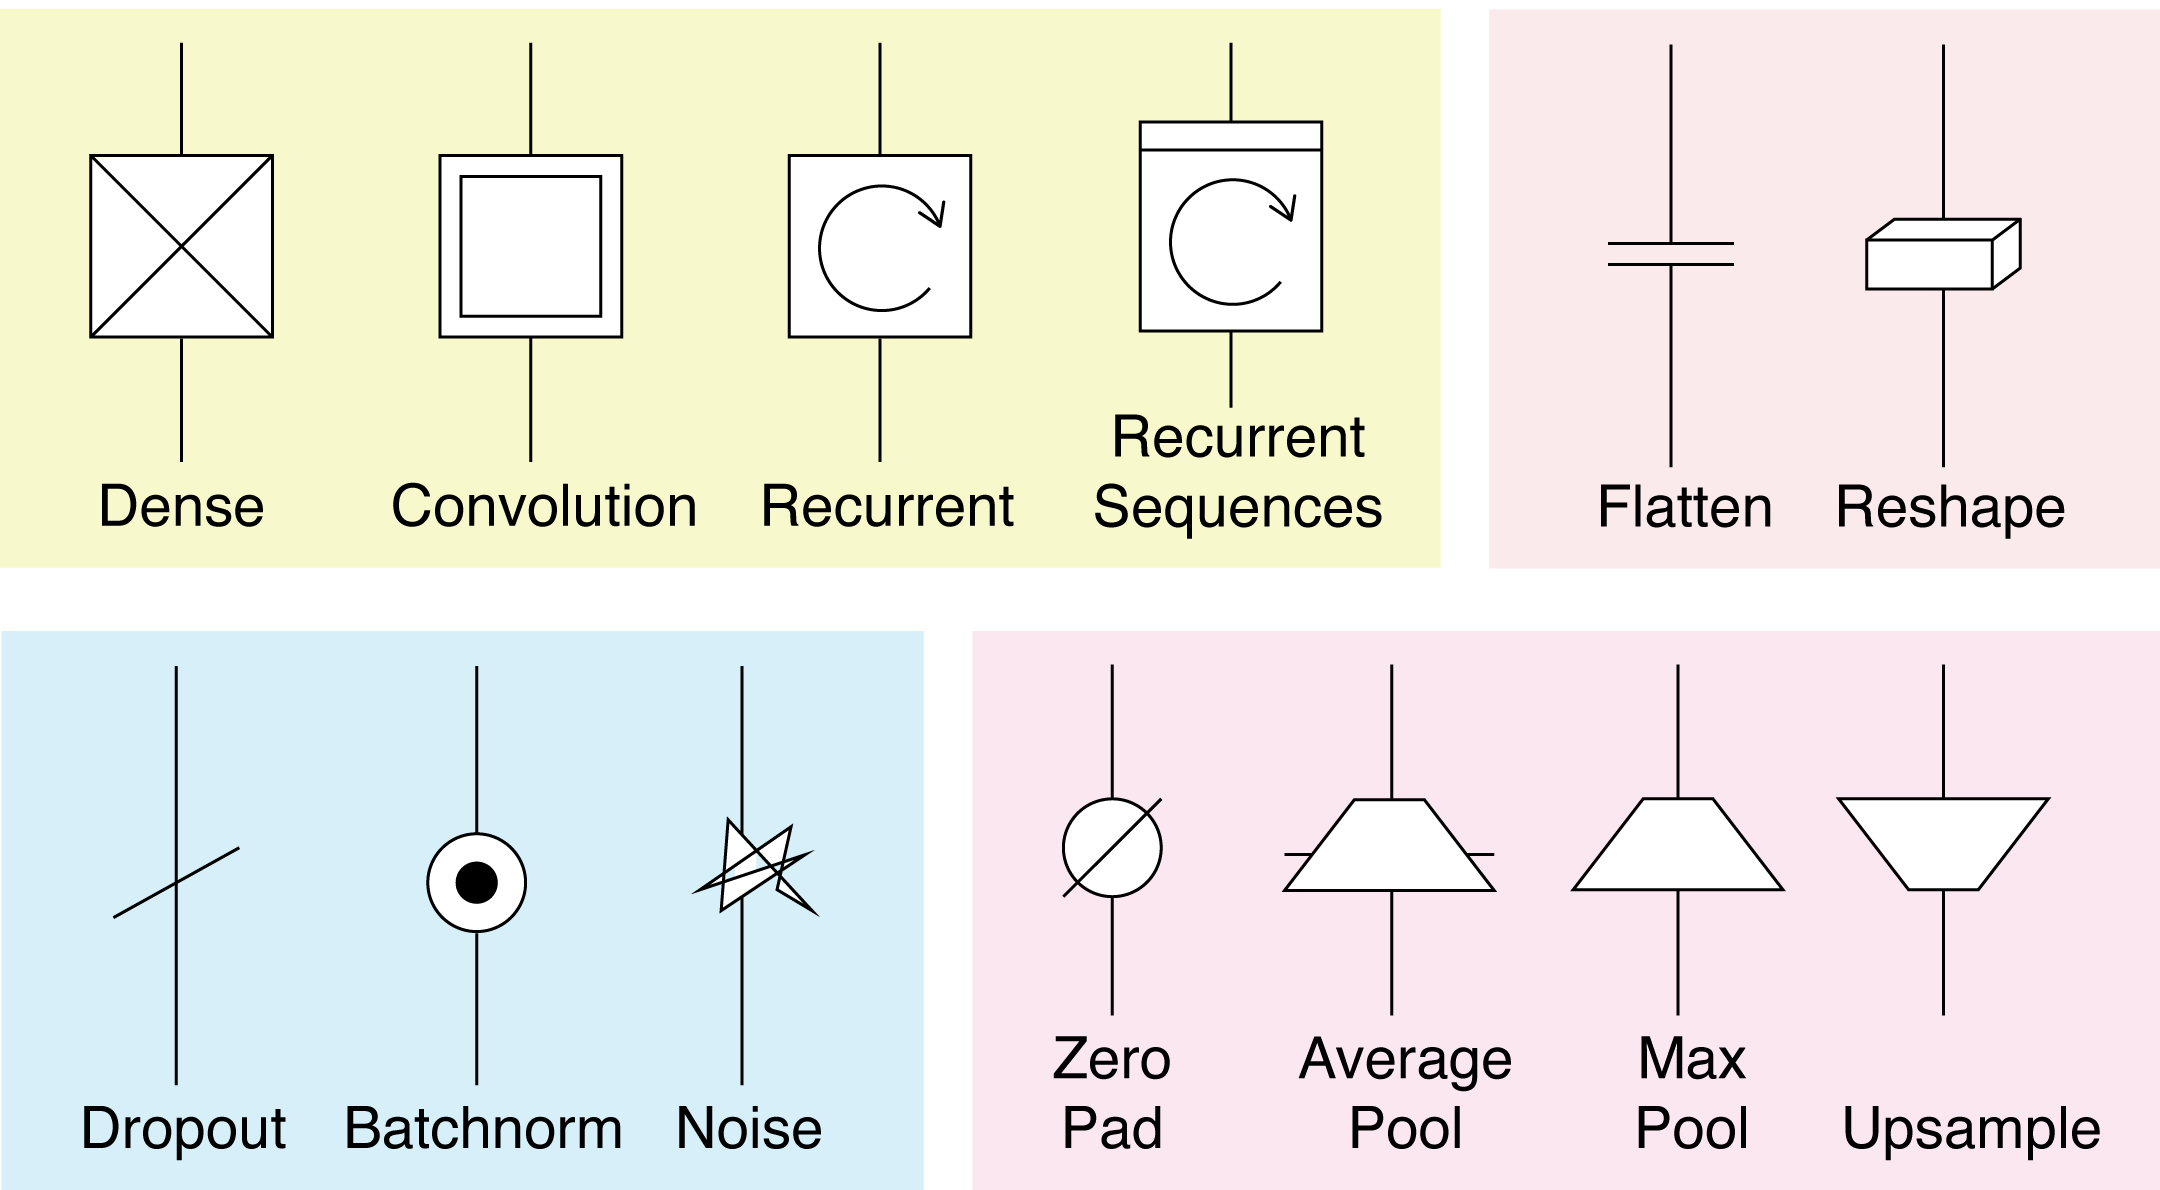 Dense
Convolution
Recurrent
Recurrent
Sequences
Flatten
Reshape
Dropout
Batchnorm
Noise
Zero
Pad
Average
Pool
Max
Pool
Upsample